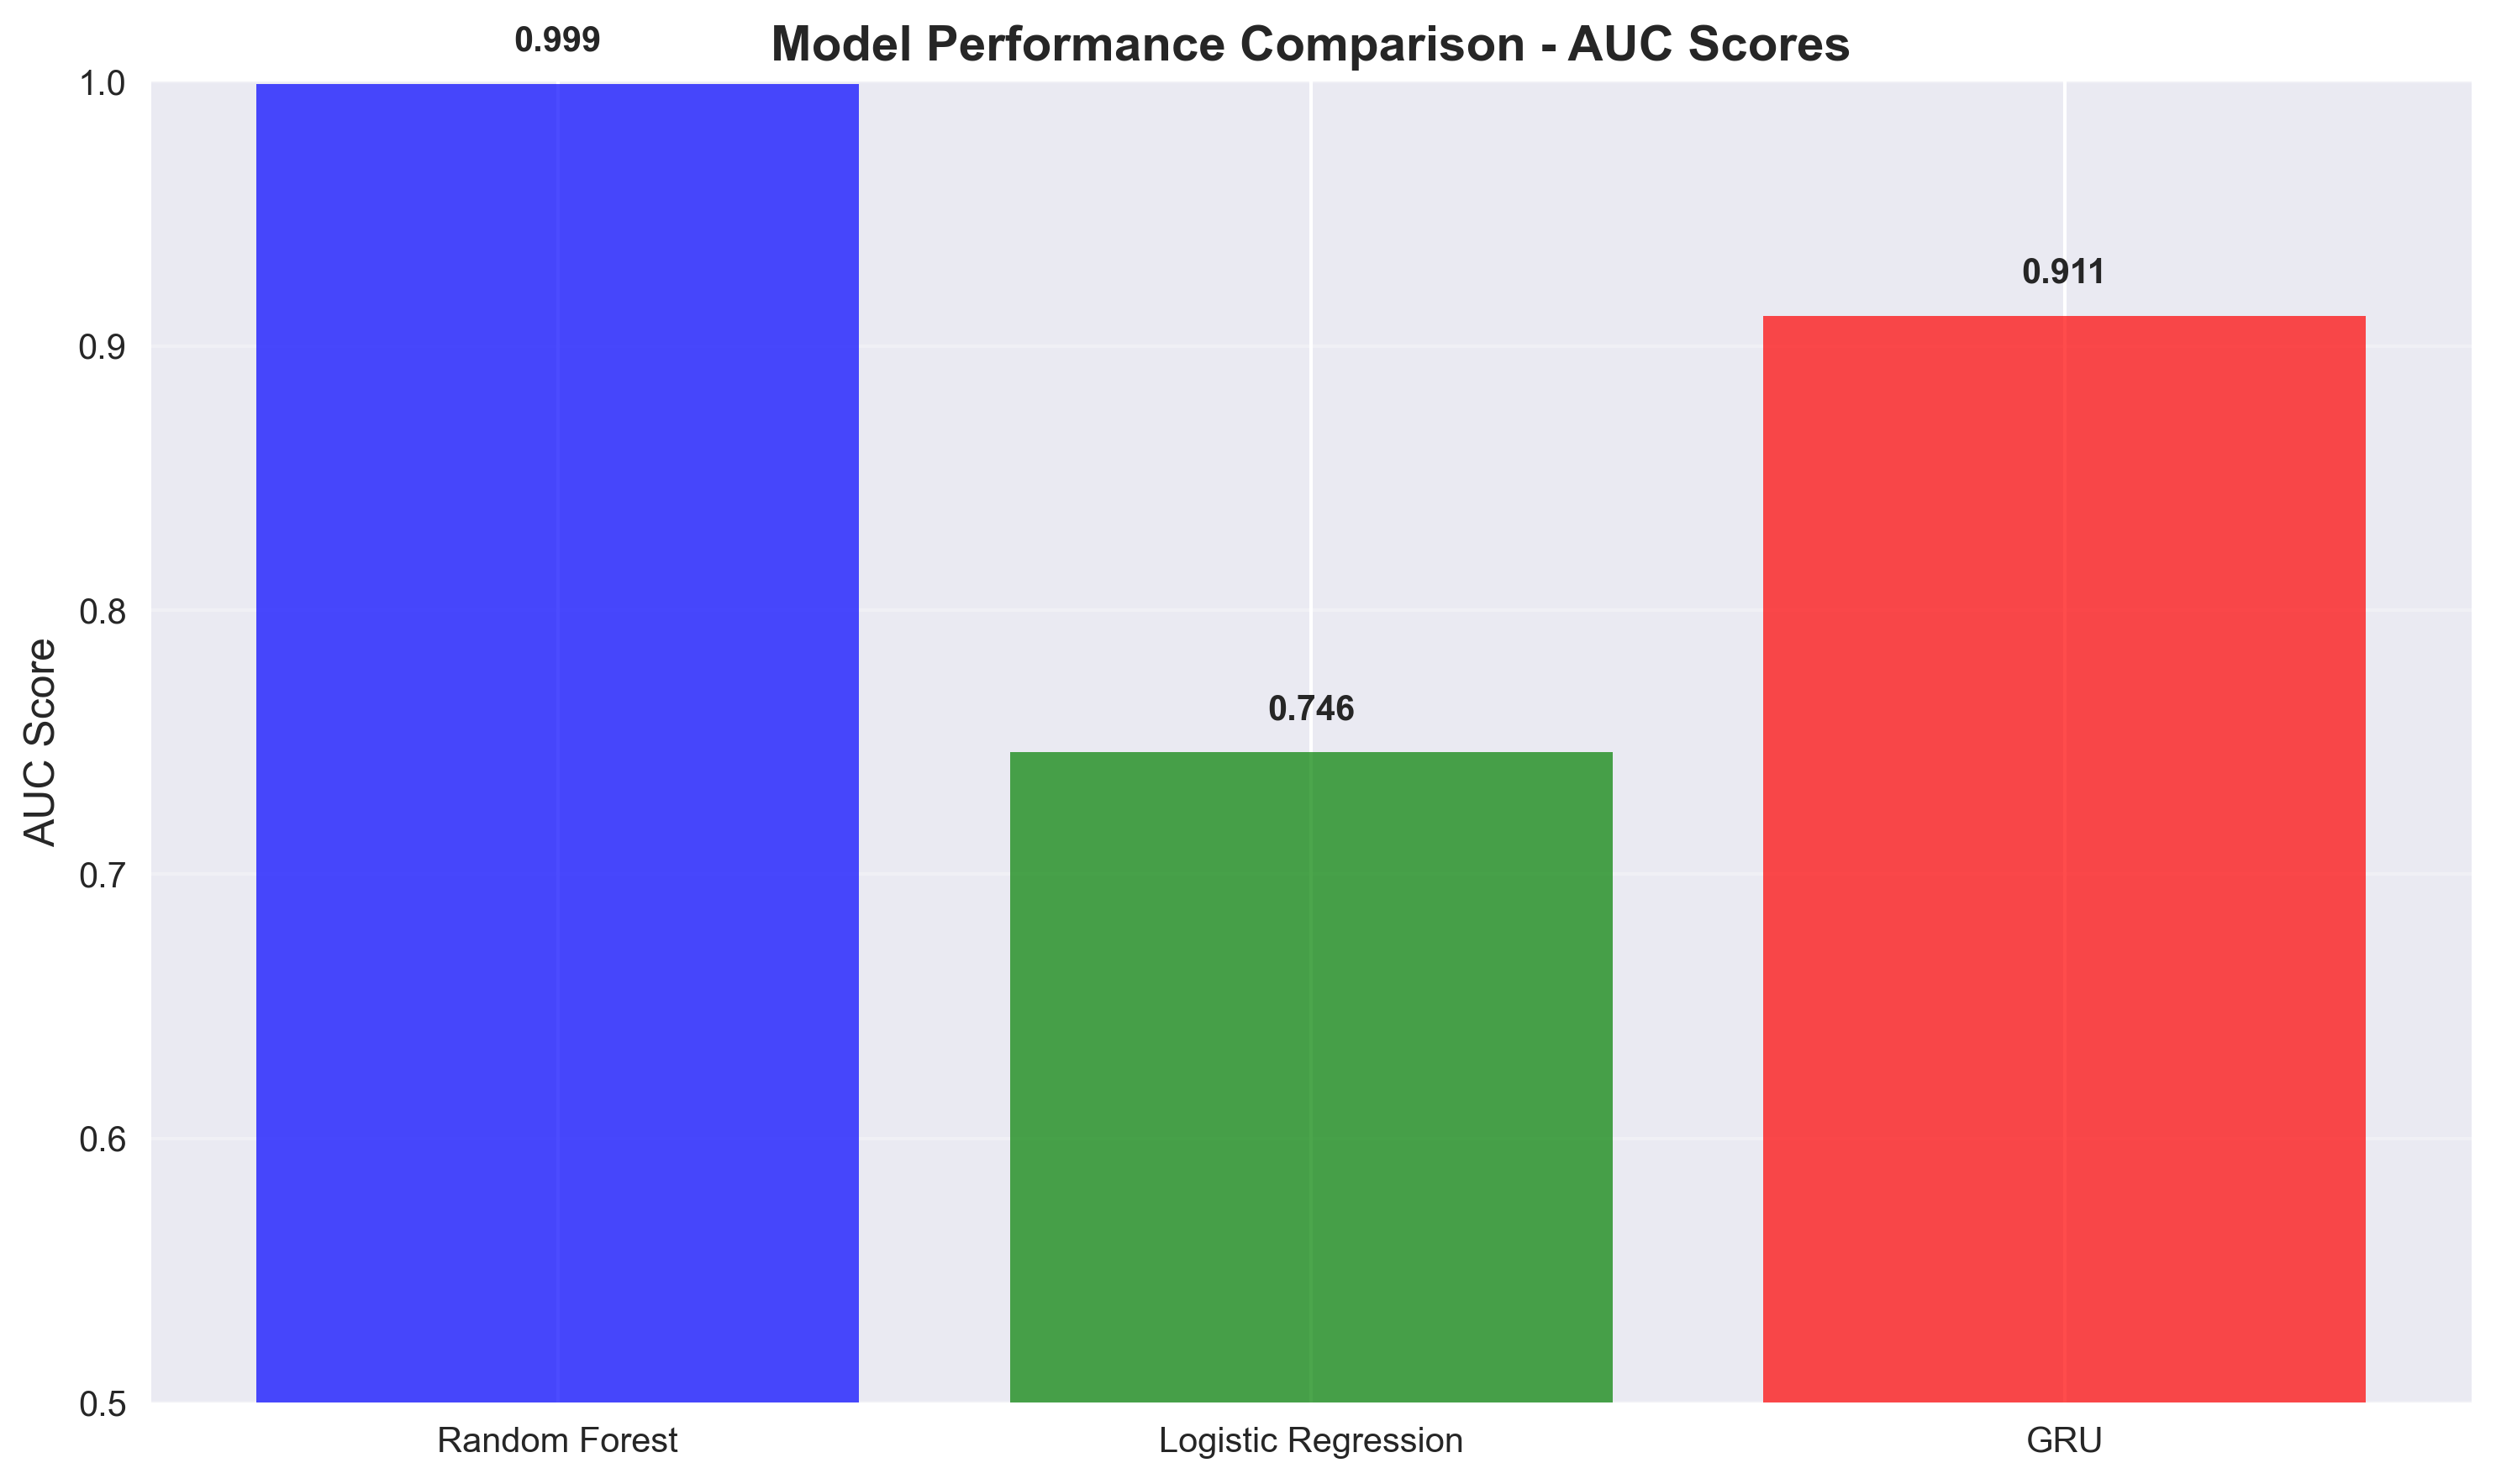 Model Performance Comparison - AUC Scores
0.999
0.911
0.746
AUC Score
1.0
0.9
0.8
0.7
0.6
0.5
Random Forest
Logistic Regression
GRU